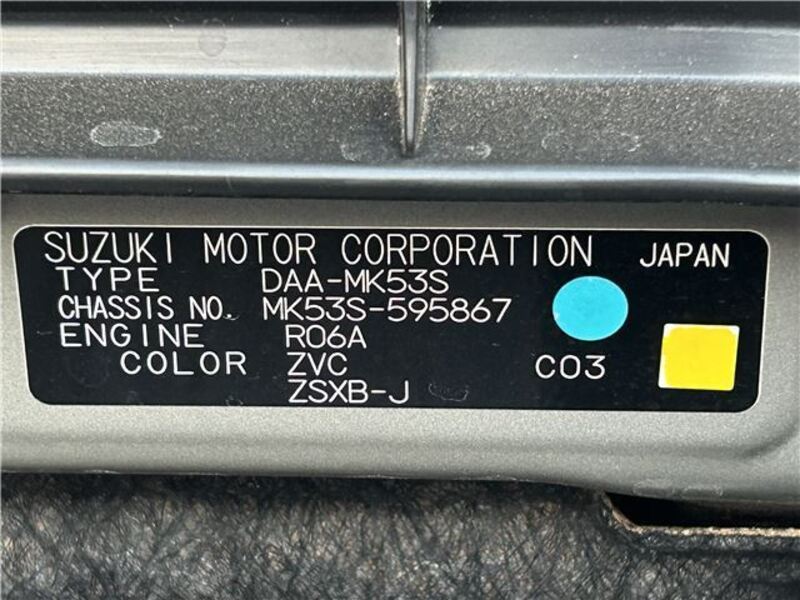 SUZUKI MOTOR CORPORATION JAPAN
TYPE DAA-MK53S
CHASSIS NO. MK53S-595867
ENGINE R06A
COLOR ZVC C03
ZSXB-J